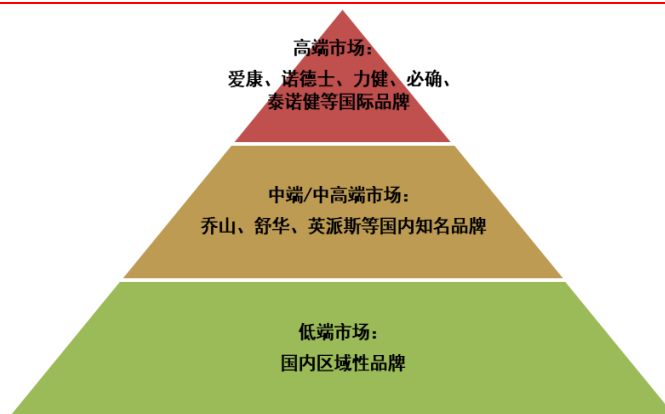 高端市场：
爱康、诺德士、力健、必确、
泰诺健等国际品牌
中端/中高端市场：
乔山、舒华、英派斯等国内知名品牌
低端市场：
国内区域性品牌